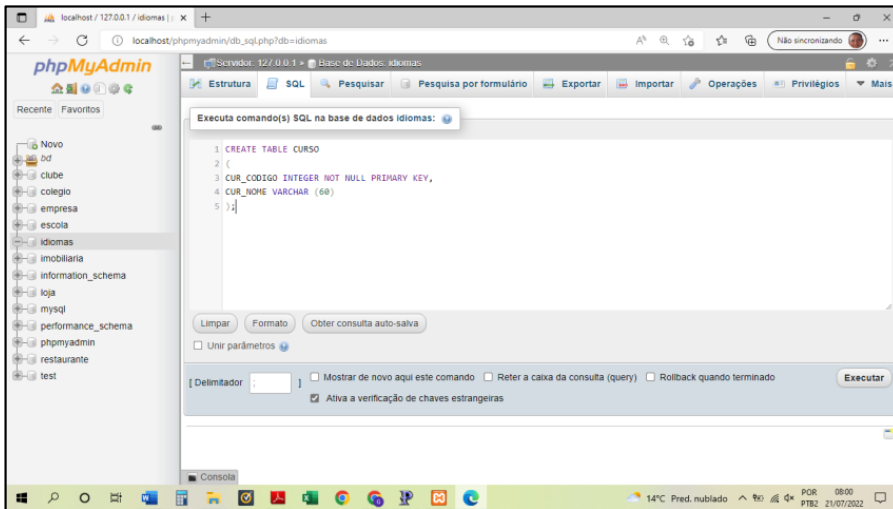 localhost / 127.0.0.1 / idiomas |
localhost/phpmyadmin/db_sql.php?db=idiomas
Não sincronizando
phpMyAdmin
Recente Favoritos
Novo
bd
clube
colegio
empresa
escola
idiomas
imobiliaria
information_schema
loja
mysql
performance_schema
phpmyadmin
restaurante
test
Servidor: 127.0.0.1 » Base de Dados: idiomas
Estrutura SQL Pesquisar Pesquisa por formulário Exportar Importar Operações Privilégios Mais
Executa comando(s) SQL na base de dados idiomas:
1 CREATE TABLE CURSO
2 (
3 CUR_CODIGO INTEGER NOT NULL PRIMARY KEY,
4 CUR_NOME VARCHAR (60)
5 );
Limpar Formato Obter consulta auto-salva
Unir parâmetros
[ Delimitador ; ] Mostrar de novo aqui este comando Reter a caixa da consulta (query) Rollback quando terminado Executar
Ativa a verificação de chaves estrangeiras
Consola
14°C Pred. nublado POR 08:00
PTB2 21/07/2022